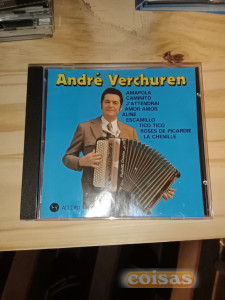 André Verchuren
AMAPOLA
CAMINITO
J'ATTENDRAI
AMOR AMOR
ALINE
ESCAMILLO
TICO TICO
ROSES DE PICARDIE
LA CHENILLE
coisas